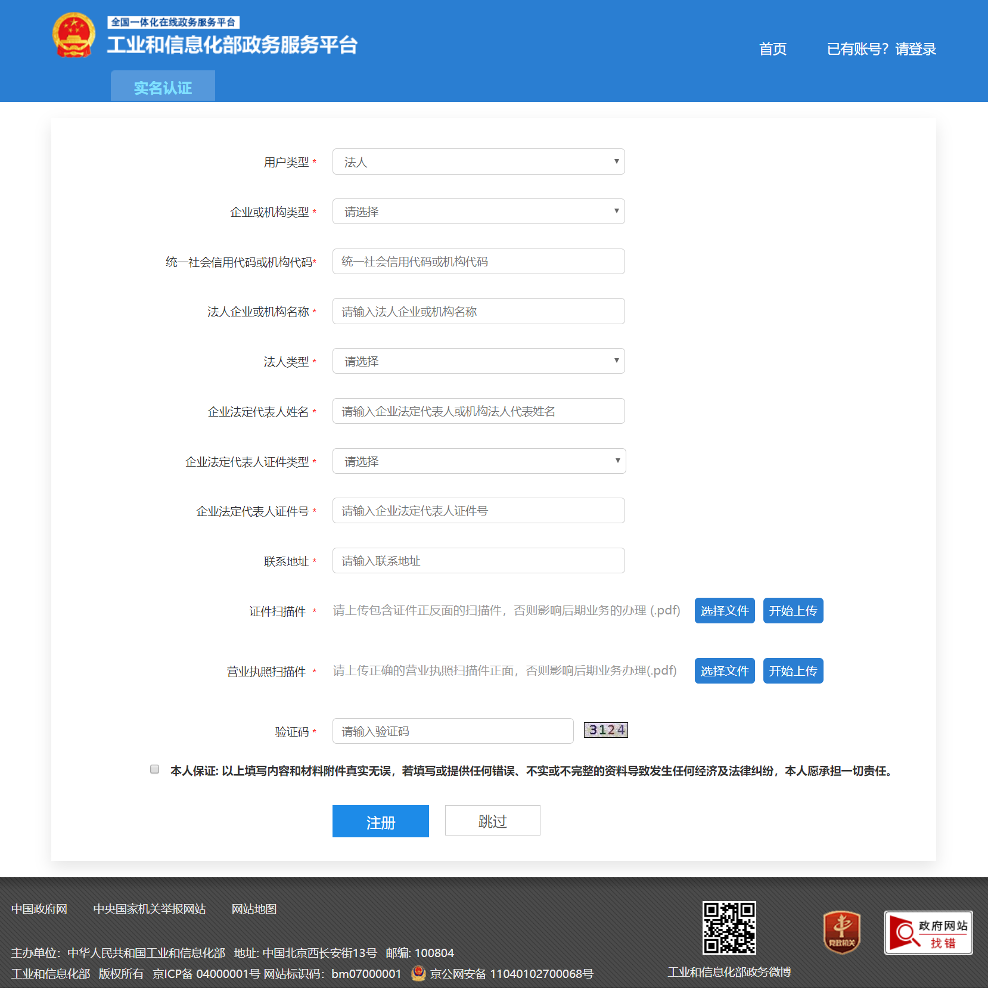 全国一体化在线政务服务平台
工业和信息化部政务服务平台
首页 已有账号？请登录
实名认证
用户类型 * 法人
企业或机构类型 * 请选择
统一社会信用代码或机构代码* 统一社会信用代码或机构代码
法人企业或机构名称 * 请输入法人企业或机构名称
法人类型 * 请选择
企业法定代表人姓名 * 请输入企业法定代表人或机构法人代表姓名
企业法定代表人证件类型 * 请选择
企业法定代表人证件号 * 请输入企业法定代表人证件号
联系地址 * 请输入联系地址
证件扫描件 * 请上传包含证件正反面的扫描件，否则影响后期业务的办理 (.pdf) 选择文件 开始上传
营业执照扫描件 * 请上传正确的营业执照扫描件正面，否则影响后期业务办理(.pdf) 选择文件 开始上传
验证码 * 请输入验证码 3124
本人保证: 以上填写内容和材料附件真实无误，若填写或提供任何错误、不实或不完整的资料导致发生任何经济及法律纠纷，本人愿承担一切责任。
注册 跳过
中国政府网 中央国家机关举报网站 网站地图
主办单位：中华人民共和国工业和信息化部 地址: 中国北京西长安街13号 邮编: 100804
工业和信息化部 版权所有 京ICP备 04000001号 网站标识码：bm07000001 京公网安备 11040102700068号
工业和信息化部政务微博
党政机关
政府网站
找错